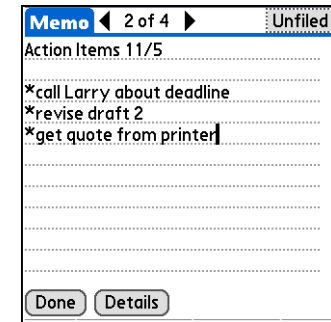 Memo 2 of 4 Unfiled
Action Items 11/5
*call Larry about deadline
*revise draft 2
*get quote from printer
Done Details